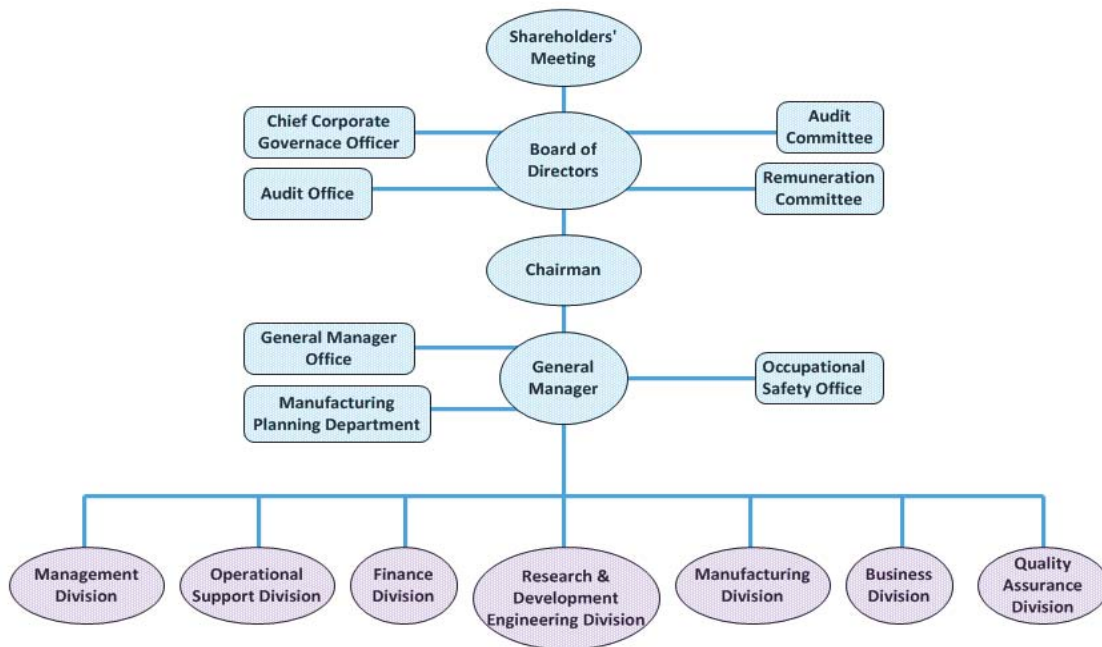 Shareholders'
Meeting
Chief Corporate
Governace Officer
Audit
Committee
Board of
Directors
Audit Office
Remuneration
Committee
Chairman
General Manager
Office
General
Manager
Occupational
Safety Office
Manufacturing
Planning Department
Management
Division
Operational
Support Division
Finance
Division
Research &
Development
Engineering Division
Manufacturing
Division
Business
Division
Quality
Assurance
Division